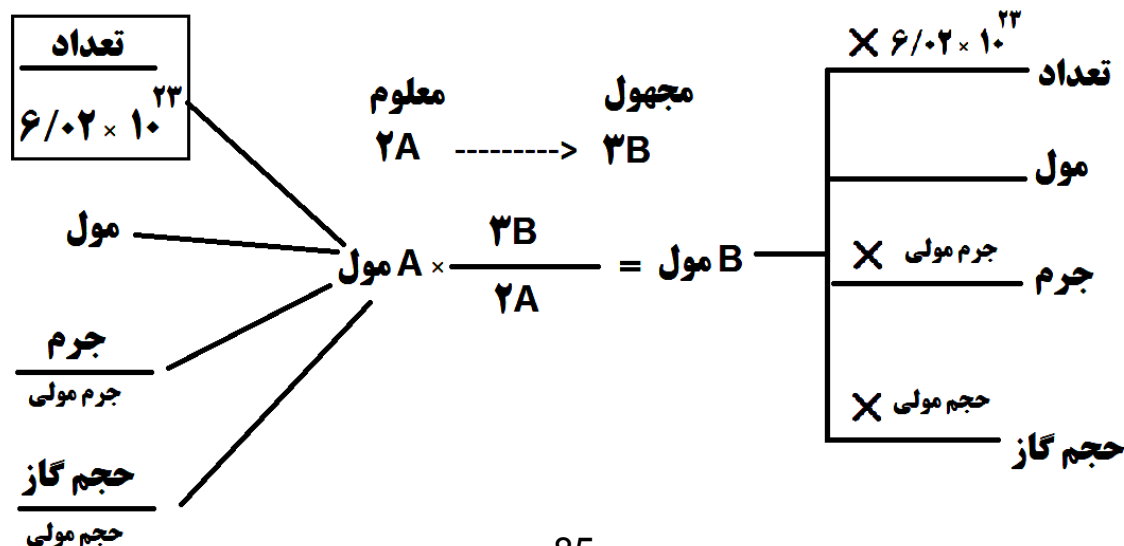 تعداد
۶/۰۲ × ۱۰^۲۳
مول
جرم
جرم مولی
حجم گاز
حجم مولی
معلوم
مجهول
۲A ---------> ۳B
مول A × ۳B / ۲A = مول B
× ۶/۰۲ × ۱۰^۲۳
تعداد
مول
× جرم مولی
جرم
× حجم مولی
حجم گاز